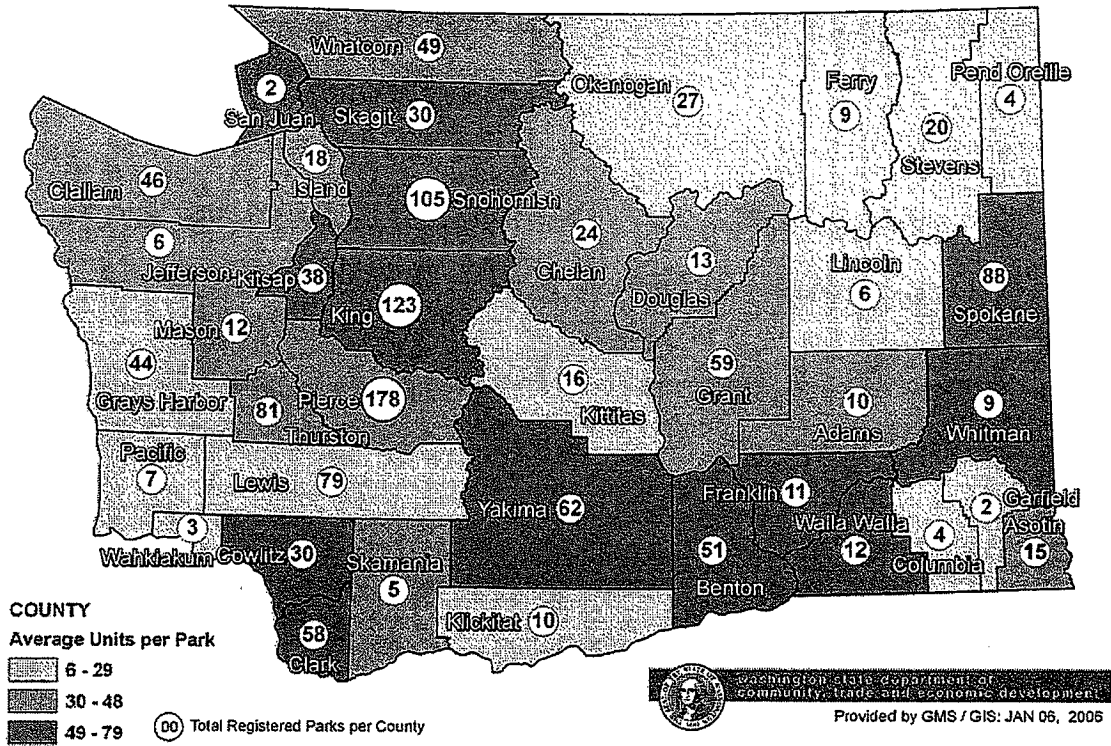 Whatcom 49
2
San Juan
Skagit 30
Okanogan 27
Ferry
9
Pend Oreille
4
20
Stevens
18
Island
Clallam 46
105 Snohomish
24
Chelan
13
Douglas
6
Jefferson
Kitsap 38
Lincoln
6
88
Spokane
King 123
Mason 12
44
Grays Harbor
81
Thurston
Pierce 178
16
Kittitas
59
Grant
10
Adams
9
Whitman
Pacific
7
Lewis 79
Yakima 62
Franklin 11
Walla Walla
12
2 Garfield
Asotin
15
4
Columbia
3
Wahkiakum
Cowlitz 30
Skamania
5
51
Benton
58
Clark
Klickitat 10
COUNTY
Average Units per Park
6 - 29
30 - 48
49 - 79
00 Total Registered Parks per County
washington state department of
community, trade and economic development
Provided by GMS / GIS: JAN 06, 2006